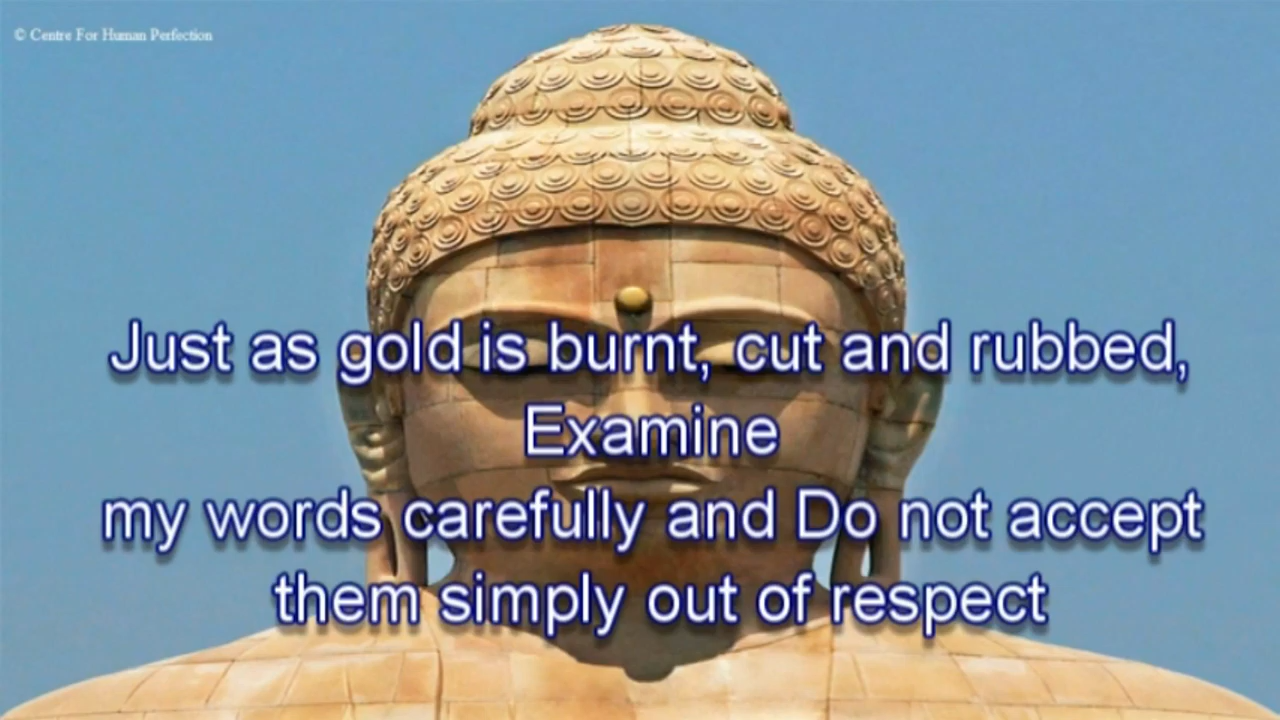 © Centre For Human Perfection
Just as gold is burnt, cut and rubbed,
Examine
my words carefully and Do not accept
them simply out of respect